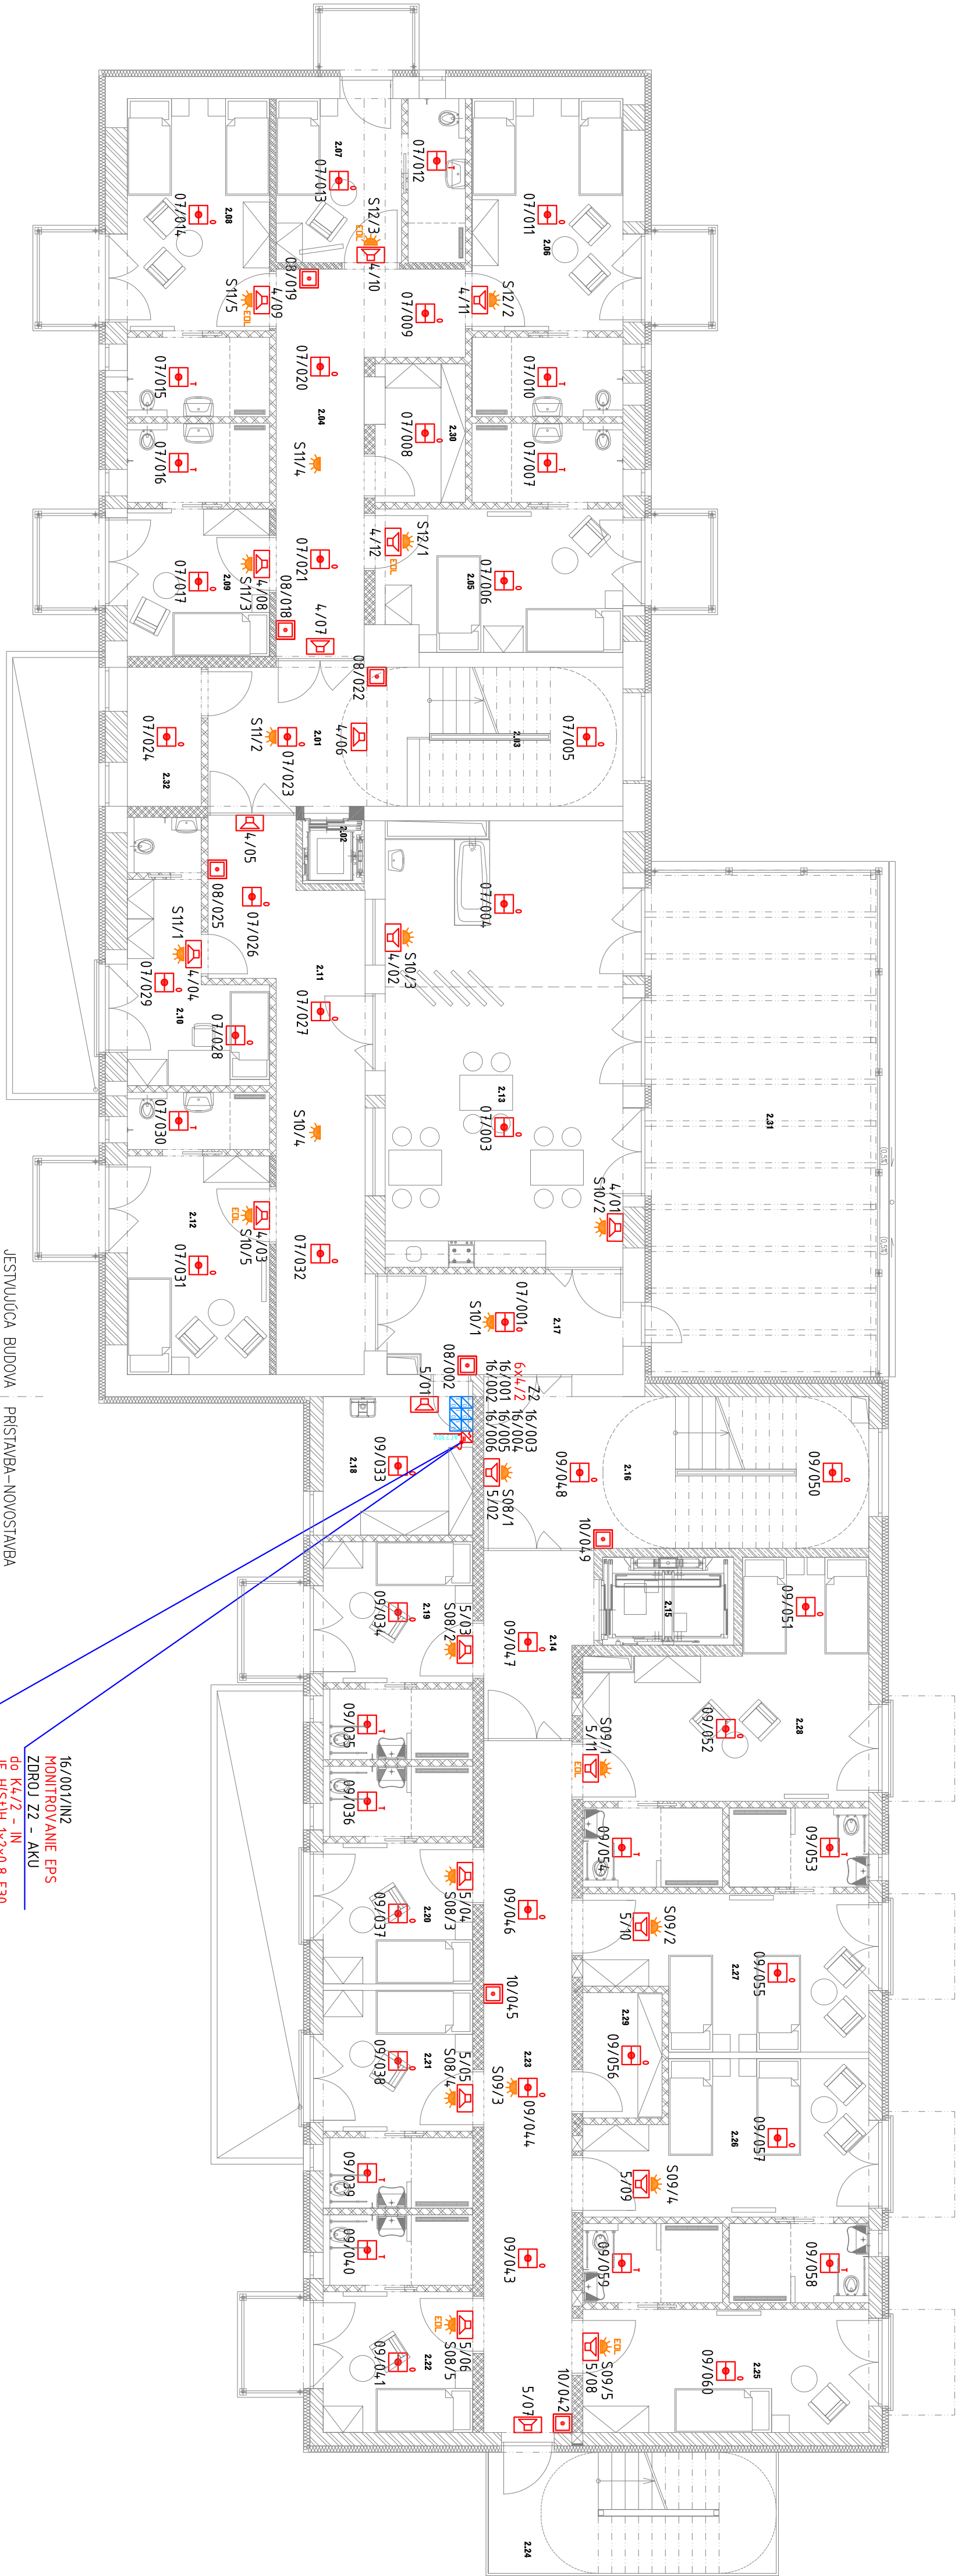 07/014
2.08
07/013
2.07
07/012
T
07/011
2.06
O
S12/3
EOL
4/10
08/019
S11/5
4/09
EOL
S12/2
4/11
07/009
O
07/020
O
2.04
07/015
T
07/010
T
07/016
T
S11/4
07/008
O
2.30
07/007
T
S12/1
4/12
EOL
07/006
O
2.05
07/021
O
07/017
O
2.09
4/08
S11/3
08/018
4/07
08/022
07/024
O
2.32
S11/2
07/023
O
2.01
4/06
2.03
07/005
O
4/05
2.02
08/025
07/026
O
07/004
O
S11/1
4/04
07/029
O
2.10
07/028
O
2.11
07/027
O
S10/3
4/02
2.13
07/003
O
2.31
(0,5%)
(0,5%)
07/030
T
S10/4
4/01
S10/2
2.12
4/03
S10/5
EOL
07/031
O
07/032
O
07/001
O
S10/1
2.17
08/002
5/01
Z2 16/003
6x4/2 16/004
16/001 16/005
16/002 16/006
JESTVUJÚCA BUDOVA
PRÍSTAVBA-NOVOSTAVBA
2.18
09/033
O
S08/1
5/02
09/048
O
2.16
09/050
O
10/049
09/034
O
2.19
5/03
S08/2
09/047
O
2.14
2.15
09/051
O
09/052
O
2.28
S09/1
5/11
EOL
09/035
T
09/036
T
09/054
T
09/053
T
09/037
O
2.20
5/04
S08/3
09/046
O
S09/2
5/10
09/055
O
2.27
10/045
09/038
O
2.21
5/05
S08/4
S09/3
09/044
O
2.23
2.29
09/056
O
09/057
O
2.26
S09/4
5/09
09/039
T
09/040
T
09/043
O
09/059
T
09/058
T
09/041
O
2.22
5/06
S08/5
EOL
S09/5
5/08
EOL
09/060
O
2.25
5/07
10/042
2.24
16/001/IN2
MONITROVANIE EPS
ZDROJ Z2 - AKU
do K4/2 - IN